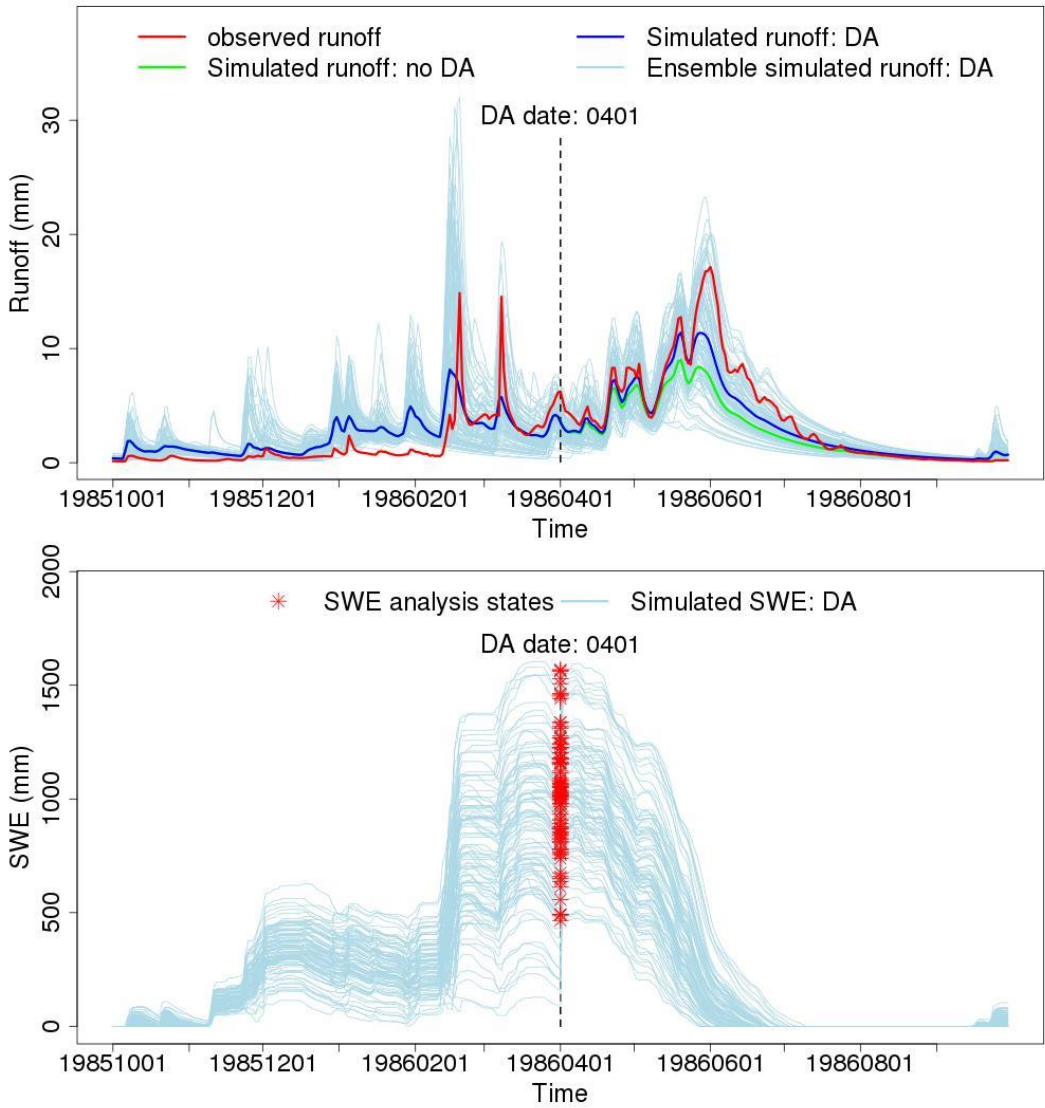 observed runoff
Simulated runoff: DA
Simulated runoff: no DA
Ensemble simulated runoff: DA
DA date: 0401
Runoff (mm)
30
20
10
0
19851001 19851201 19860201 19860401 19860601 19860801
Time
SWE analysis states
Simulated SWE: DA
DA date: 0401
SWE (mm)
2000
1500
1000
500
0
19851001 19851201 19860201 19860401 19860601 19860801
Time